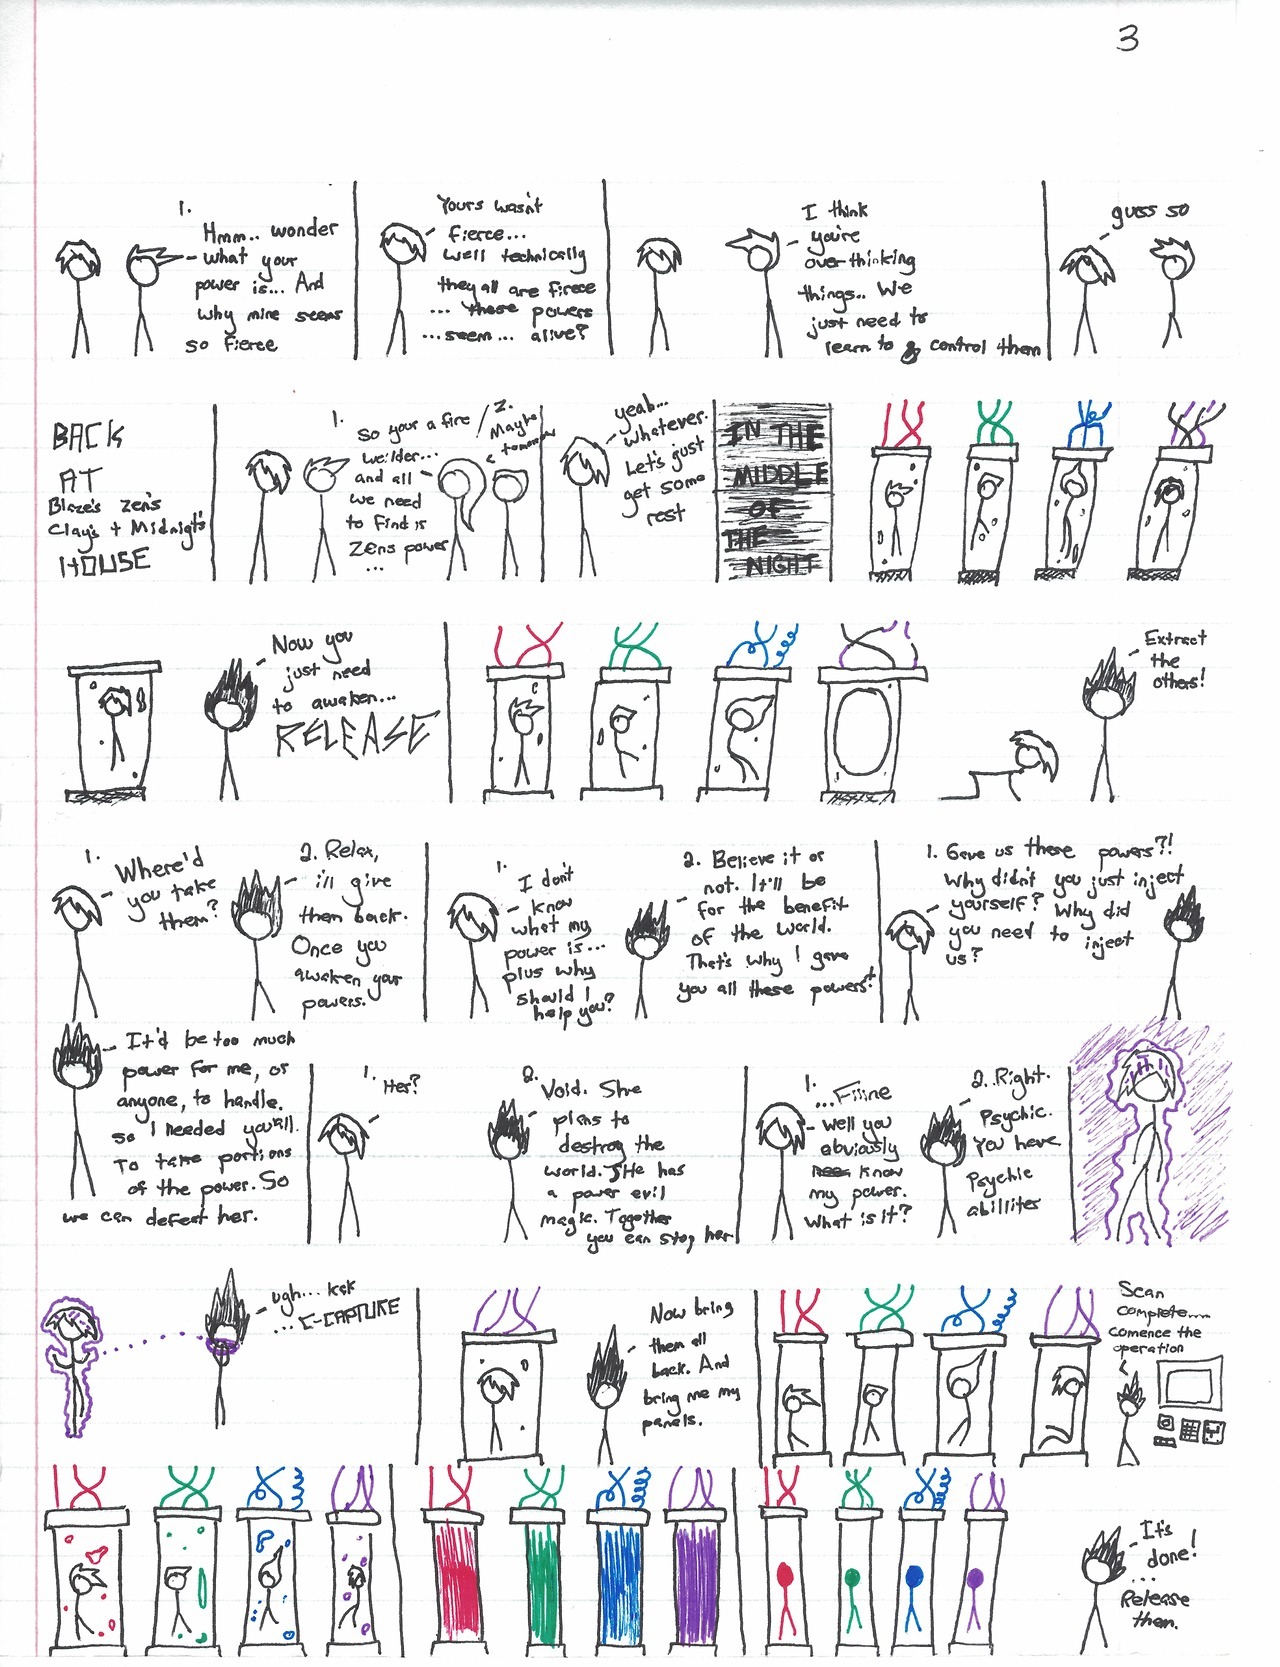 3
1.
Hmm.. wonder
what your
power is... And
why mine seems
so fierce
Yours wasn't
fierce...
well technically
they all are firece
... these powers
...seem... alive?
I think
you're
over thinking
things.. We
just need to
learn to control them
guess so
BACK
AT
Blaze's Zen's
Clay's + Midnigt's
HOUSE
1.
So your a fire
weilder...
and all
we need
to find is
Zens power
...
2.
Maybe
tomorrow
yeah...
whatever.
Let's just
get some
rest
IN THE
MIDDLE
OF
THE
NIGHT
Now you
just need
to awaken...
RELEASE
Extract
the
others!
1.
Where'd
you take
them?
2. Relax,
i'll give
them back.
Once you
awaken your
powers.
1.
I don't
know
what my
power is...
plus why
should I
help you?
2. Believe it or
not. It'll be
for the benefit
of the world.
That's why I gave
you all these powers!
1. Gave us these powers?!
Why didn't you just inject
yourself? Why did
you need to inject
us?
It'd be too much
power for me, or
anyone, to handle.
so I needed you all.
To take portions
of the power. So
we can defeat her.
1.
Her?
2.
Void. She
plans to
destroy the
world. SHe has
a power evil
magic. Together
you can stop her
1.
...Fiiine
well you
obviously
know
my power.
What is it?
2. Right.
Psychic.
You have
Psychic
abilliters
ugh... kek
... C-CAPTURE
Now bring
them all
back. And
bring me my
panels.
Scan
complete....
comence the
operation
It's
done!
...
Release
them.